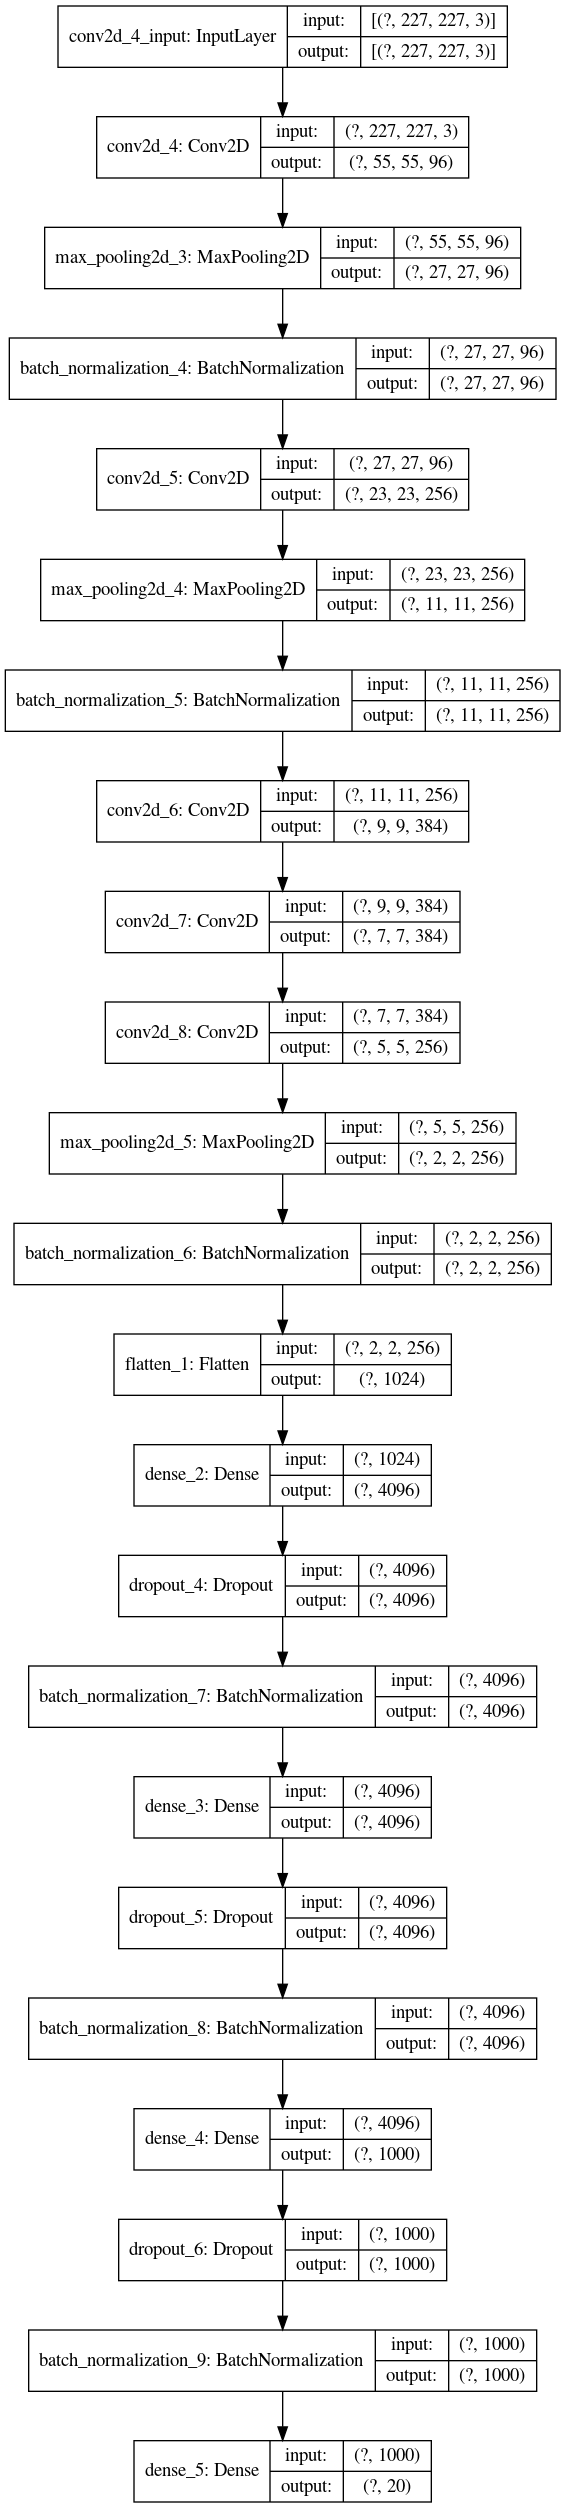 conv2d_4_input: InputLayer
input: [(?, 227, 227, 3)]
output: [(?, 227, 227, 3)]
conv2d_4: Conv2D
input: (?, 227, 227, 3)
output: (?, 55, 55, 96)
max_pooling2d_3: MaxPooling2D
input: (?, 55, 55, 96)
output: (?, 27, 27, 96)
batch_normalization_4: BatchNormalization
input: (?, 27, 27, 96)
output: (?, 27, 27, 96)
conv2d_5: Conv2D
input: (?, 27, 27, 96)
output: (?, 23, 23, 256)
max_pooling2d_4: MaxPooling2D
input: (?, 23, 23, 256)
output: (?, 11, 11, 256)
batch_normalization_5: BatchNormalization
input: (?, 11, 11, 256)
output: (?, 11, 11, 256)
conv2d_6: Conv2D
input: (?, 11, 11, 256)
output: (?, 9, 9, 384)
conv2d_7: Conv2D
input: (?, 9, 9, 384)
output: (?, 7, 7, 384)
conv2d_8: Conv2D
input: (?, 7, 7, 384)
output: (?, 5, 5, 256)
max_pooling2d_5: MaxPooling2D
input: (?, 5, 5, 256)
output: (?, 2, 2, 256)
batch_normalization_6: BatchNormalization
input: (?, 2, 2, 256)
output: (?, 2, 2, 256)
flatten_1: Flatten
input: (?, 2, 2, 256)
output: (?, 1024)
dense_2: Dense
input: (?, 1024)
output: (?, 4096)
dropout_4: Dropout
input: (?, 4096)
output: (?, 4096)
batch_normalization_7: BatchNormalization
input: (?, 4096)
output: (?, 4096)
dense_3: Dense
input: (?, 4096)
output: (?, 4096)
dropout_5: Dropout
input: (?, 4096)
output: (?, 4096)
batch_normalization_8: BatchNormalization
input: (?, 4096)
output: (?, 4096)
dense_4: Dense
input: (?, 4096)
output: (?, 1000)
dropout_6: Dropout
input: (?, 1000)
output: (?, 1000)
batch_normalization_9: BatchNormalization
input: (?, 1000)
output: (?, 1000)
dense_5: Dense
input: (?, 1000)
output: (?, 20)